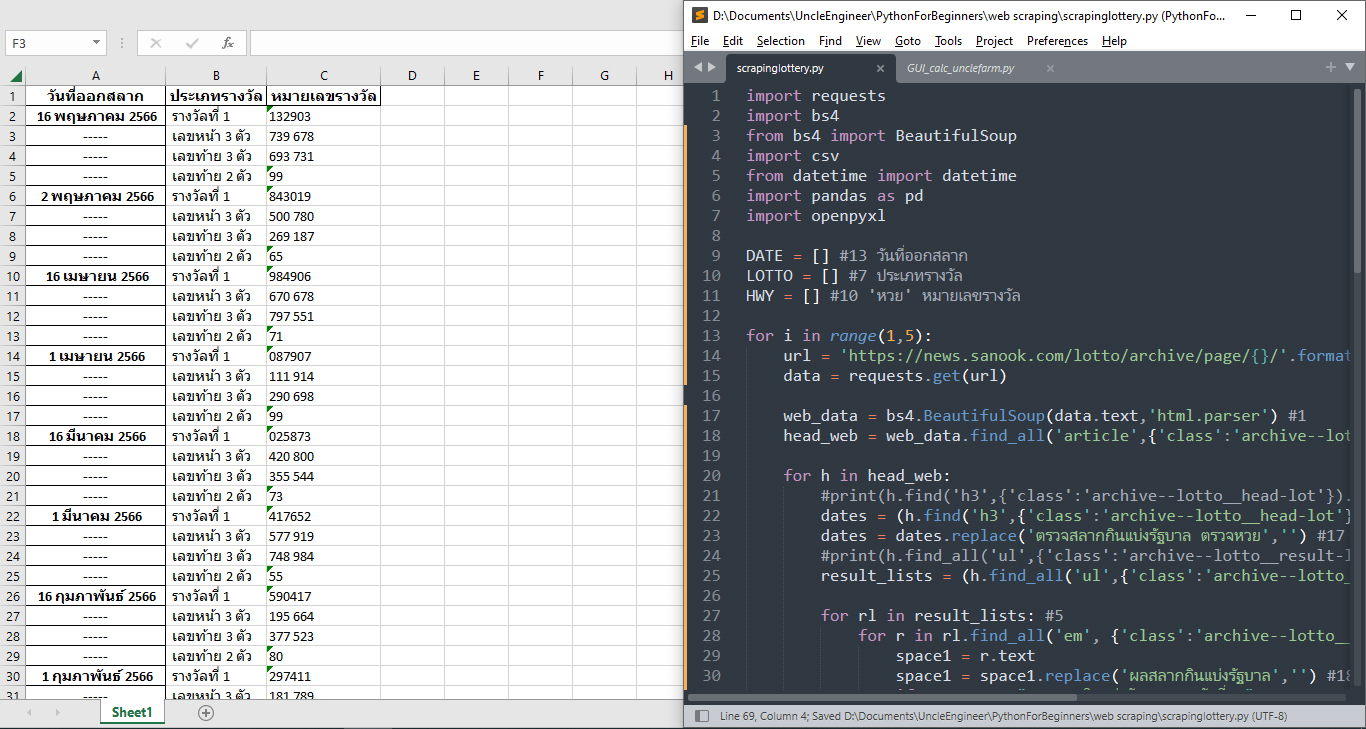 F3
fx
A B C D E F G H
1 วันที่ออกสลาก ประเภทรางวัล หมายเลขรางวัล
2 16 พฤษภาคม 2566 รางวัลที่ 1 132903
3 ----- เลขหน้า 3 ตัว 739 678
4 ----- เลขท้าย 3 ตัว 693 731
5 ----- เลขท้าย 2 ตัว 99
6 2 พฤษภาคม 2566 รางวัลที่ 1 843019
7 ----- เลขหน้า 3 ตัว 500 780
8 ----- เลขท้าย 3 ตัว 269 187
9 ----- เลขท้าย 2 ตัว 65
10 16 เมษายน 2566 รางวัลที่ 1 984906
11 ----- เลขหน้า 3 ตัว 670 678
12 ----- เลขท้าย 3 ตัว 797 551
13 ----- เลขท้าย 2 ตัว 71
14 1 เมษายน 2566 รางวัลที่ 1 087907
15 ----- เลขหน้า 3 ตัว 111 914
16 ----- เลขท้าย 3 ตัว 290 698
17 ----- เลขท้าย 2 ตัว 99
18 16 มีนาคม 2566 รางวัลที่ 1 025873
19 ----- เลขหน้า 3 ตัว 420 800
20 ----- เลขท้าย 3 ตัว 355 544
21 ----- เลขท้าย 2 ตัว 73
22 1 มีนาคม 2566 รางวัลที่ 1 417652
23 ----- เลขหน้า 3 ตัว 577 919
24 ----- เลขท้าย 3 ตัว 748 984
25 ----- เลขท้าย 2 ตัว 55
26 16 กุมภาพันธ์ 2566 รางวัลที่ 1 590417
27 ----- เลขหน้า 3 ตัว 195 664
28 ----- เลขท้าย 3 ตัว 377 523
29 ----- เลขท้าย 2 ตัว 80
30 1 กุมภาพันธ์ 2566 รางวัลที่ 1 297411
31 ----- เลขหน้า 3 ตัว 181 789
Sheet1
D:\Documents\UncleEngineer\PythonForBeginners\web scraping\scrapinglottery.py (PythonFo...
File Edit Selection Find View Goto Tools Project Preferences Help
scrapinglottery.py GUI_calc_unclefarm.py
1 import requests
2 import bs4
3 from bs4 import BeautifulSoup
4 import csv
5 from datetime import datetime
6 import pandas as pd
7 import openpyxl
8
9 DATE = [] #13 วันที่ออกสลาก
10 LOTTO = [] #7 ประเภทรางวัล
11 HWY = [] #10 'หวย' หมายเลขรางวัล
12
13 for i in range(1,5):
14 url = 'https://news.sanook.com/lotto/archive/page/{}/'.format
15 data = requests.get(url)
16
17 web_data = bs4.BeautifulSoup(data.text,'html.parser') #1
18 head_web = web_data.find_all('article',{'class':'archive--lot
19
20 for h in head_web:
21 #print(h.find('h3',{'class':'archive--lotto__head-lot'}).
22 dates = (h.find('h3',{'class':'archive--lotto__head-lot'}
23 dates = dates.replace('ตรวจสลากกินแบ่งรัฐบาล ตรวจหวย','') #17
24 #print(h.find_all('ul',{'class':'archive--lotto__result-l
25 result_lists = (h.find_all('ul',{'class':'archive--lotto_
26
27 for rl in result_lists: #5
28 for r in rl.find_all('em', {'class':'archive--lotto__
29 space1 = r.text
30 space1 = space1.replace('ผลสลากกินแบ่งรัฐบาล','') #18
Line 69, Column 4; Saved D:\Documents\UncleEngineer\PythonForBeginners\web scraping\scrapinglottery.py (UTF-8)